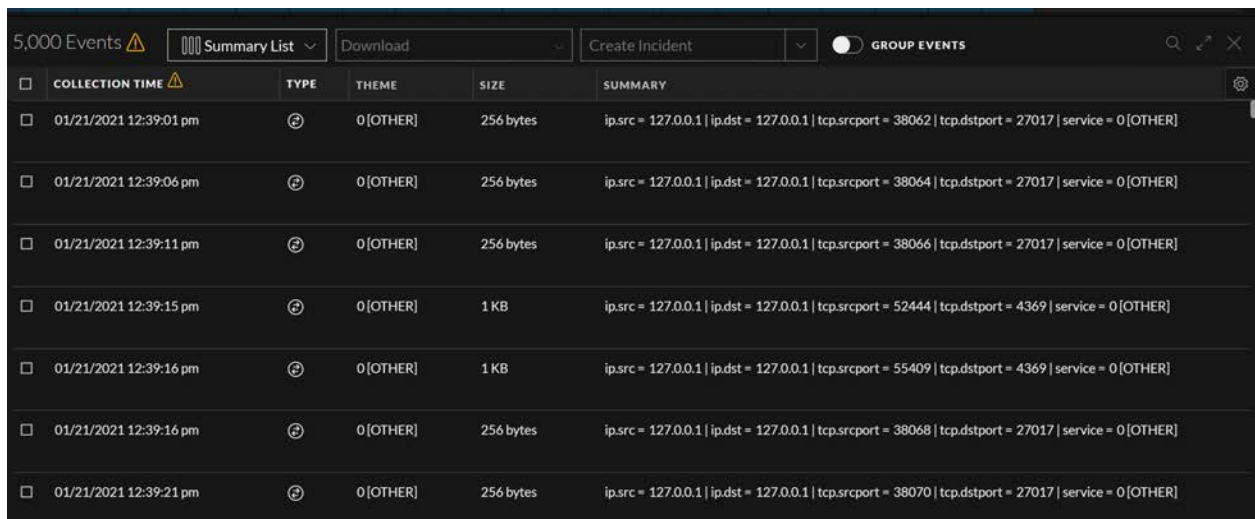 5,000 Events Summary List Download Create Incident GROUP EVENTS
COLLECTION TIME TYPE THEME SIZE SUMMARY
01/21/2021 12:39:01 pm 0 [OTHER] 256 bytes ip.src = 127.0.0.1 | ip.dst = 127.0.0.1 | tcp.srcport = 38062 | tcp.dstport = 27017 | service = 0 [OTHER]
01/21/2021 12:39:06 pm 0 [OTHER] 256 bytes ip.src = 127.0.0.1 | ip.dst = 127.0.0.1 | tcp.srcport = 38064 | tcp.dstport = 27017 | service = 0 [OTHER]
01/21/2021 12:39:11 pm 0 [OTHER] 256 bytes ip.src = 127.0.0.1 | ip.dst = 127.0.0.1 | tcp.srcport = 38066 | tcp.dstport = 27017 | service = 0 [OTHER]
01/21/2021 12:39:15 pm 0 [OTHER] 1 KB ip.src = 127.0.0.1 | ip.dst = 127.0.0.1 | tcp.srcport = 52444 | tcp.dstport = 4369 | service = 0 [OTHER]
01/21/2021 12:39:16 pm 0 [OTHER] 1 KB ip.src = 127.0.0.1 | ip.dst = 127.0.0.1 | tcp.srcport = 55409 | tcp.dstport = 4369 | service = 0 [OTHER]
01/21/2021 12:39:16 pm 0 [OTHER] 256 bytes ip.src = 127.0.0.1 | ip.dst = 127.0.0.1 | tcp.srcport = 38068 | tcp.dstport = 27017 | service = 0 [OTHER]
01/21/2021 12:39:21 pm 0 [OTHER] 256 bytes ip.src = 127.0.0.1 | ip.dst = 127.0.0.1 | tcp.srcport = 38070 | tcp.dstport = 27017 | service = 0 [OTHER]